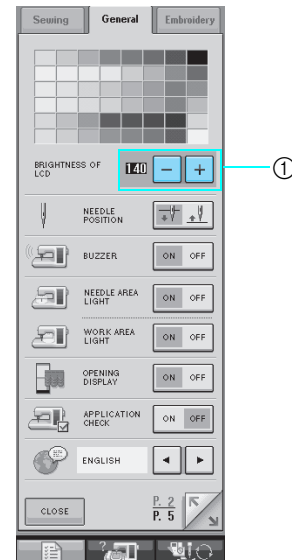 Sewing General Embroidery
BRIGHTNESS OF
LCD
140 − +
①
NEEDLE
POSITION
BUZZER
ON OFF
NEEDLE AREA
LIGHT
ON OFF
WORK AREA
LIGHT
ON OFF
OPENING
DISPLAY
ON OFF
APPLICATION
CHECK
ON OFF
ENGLISH
CLOSE
P. 2
P. 5
?